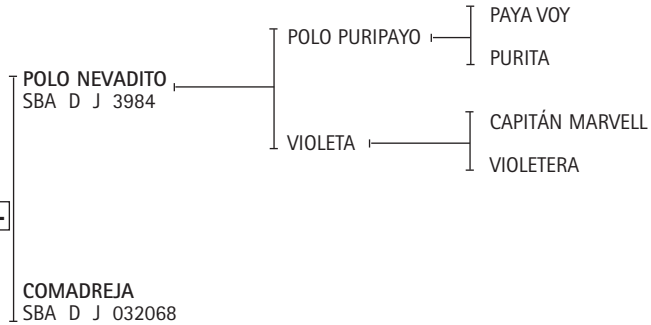 PAYA VOY
POLO PURIPAYO
PURITA
POLO NEVADITO
SBA D J 3984
CAPITÁN MARVELL
VIOLETA
VIOLETERA
COMADREJA
SBA D J 032068